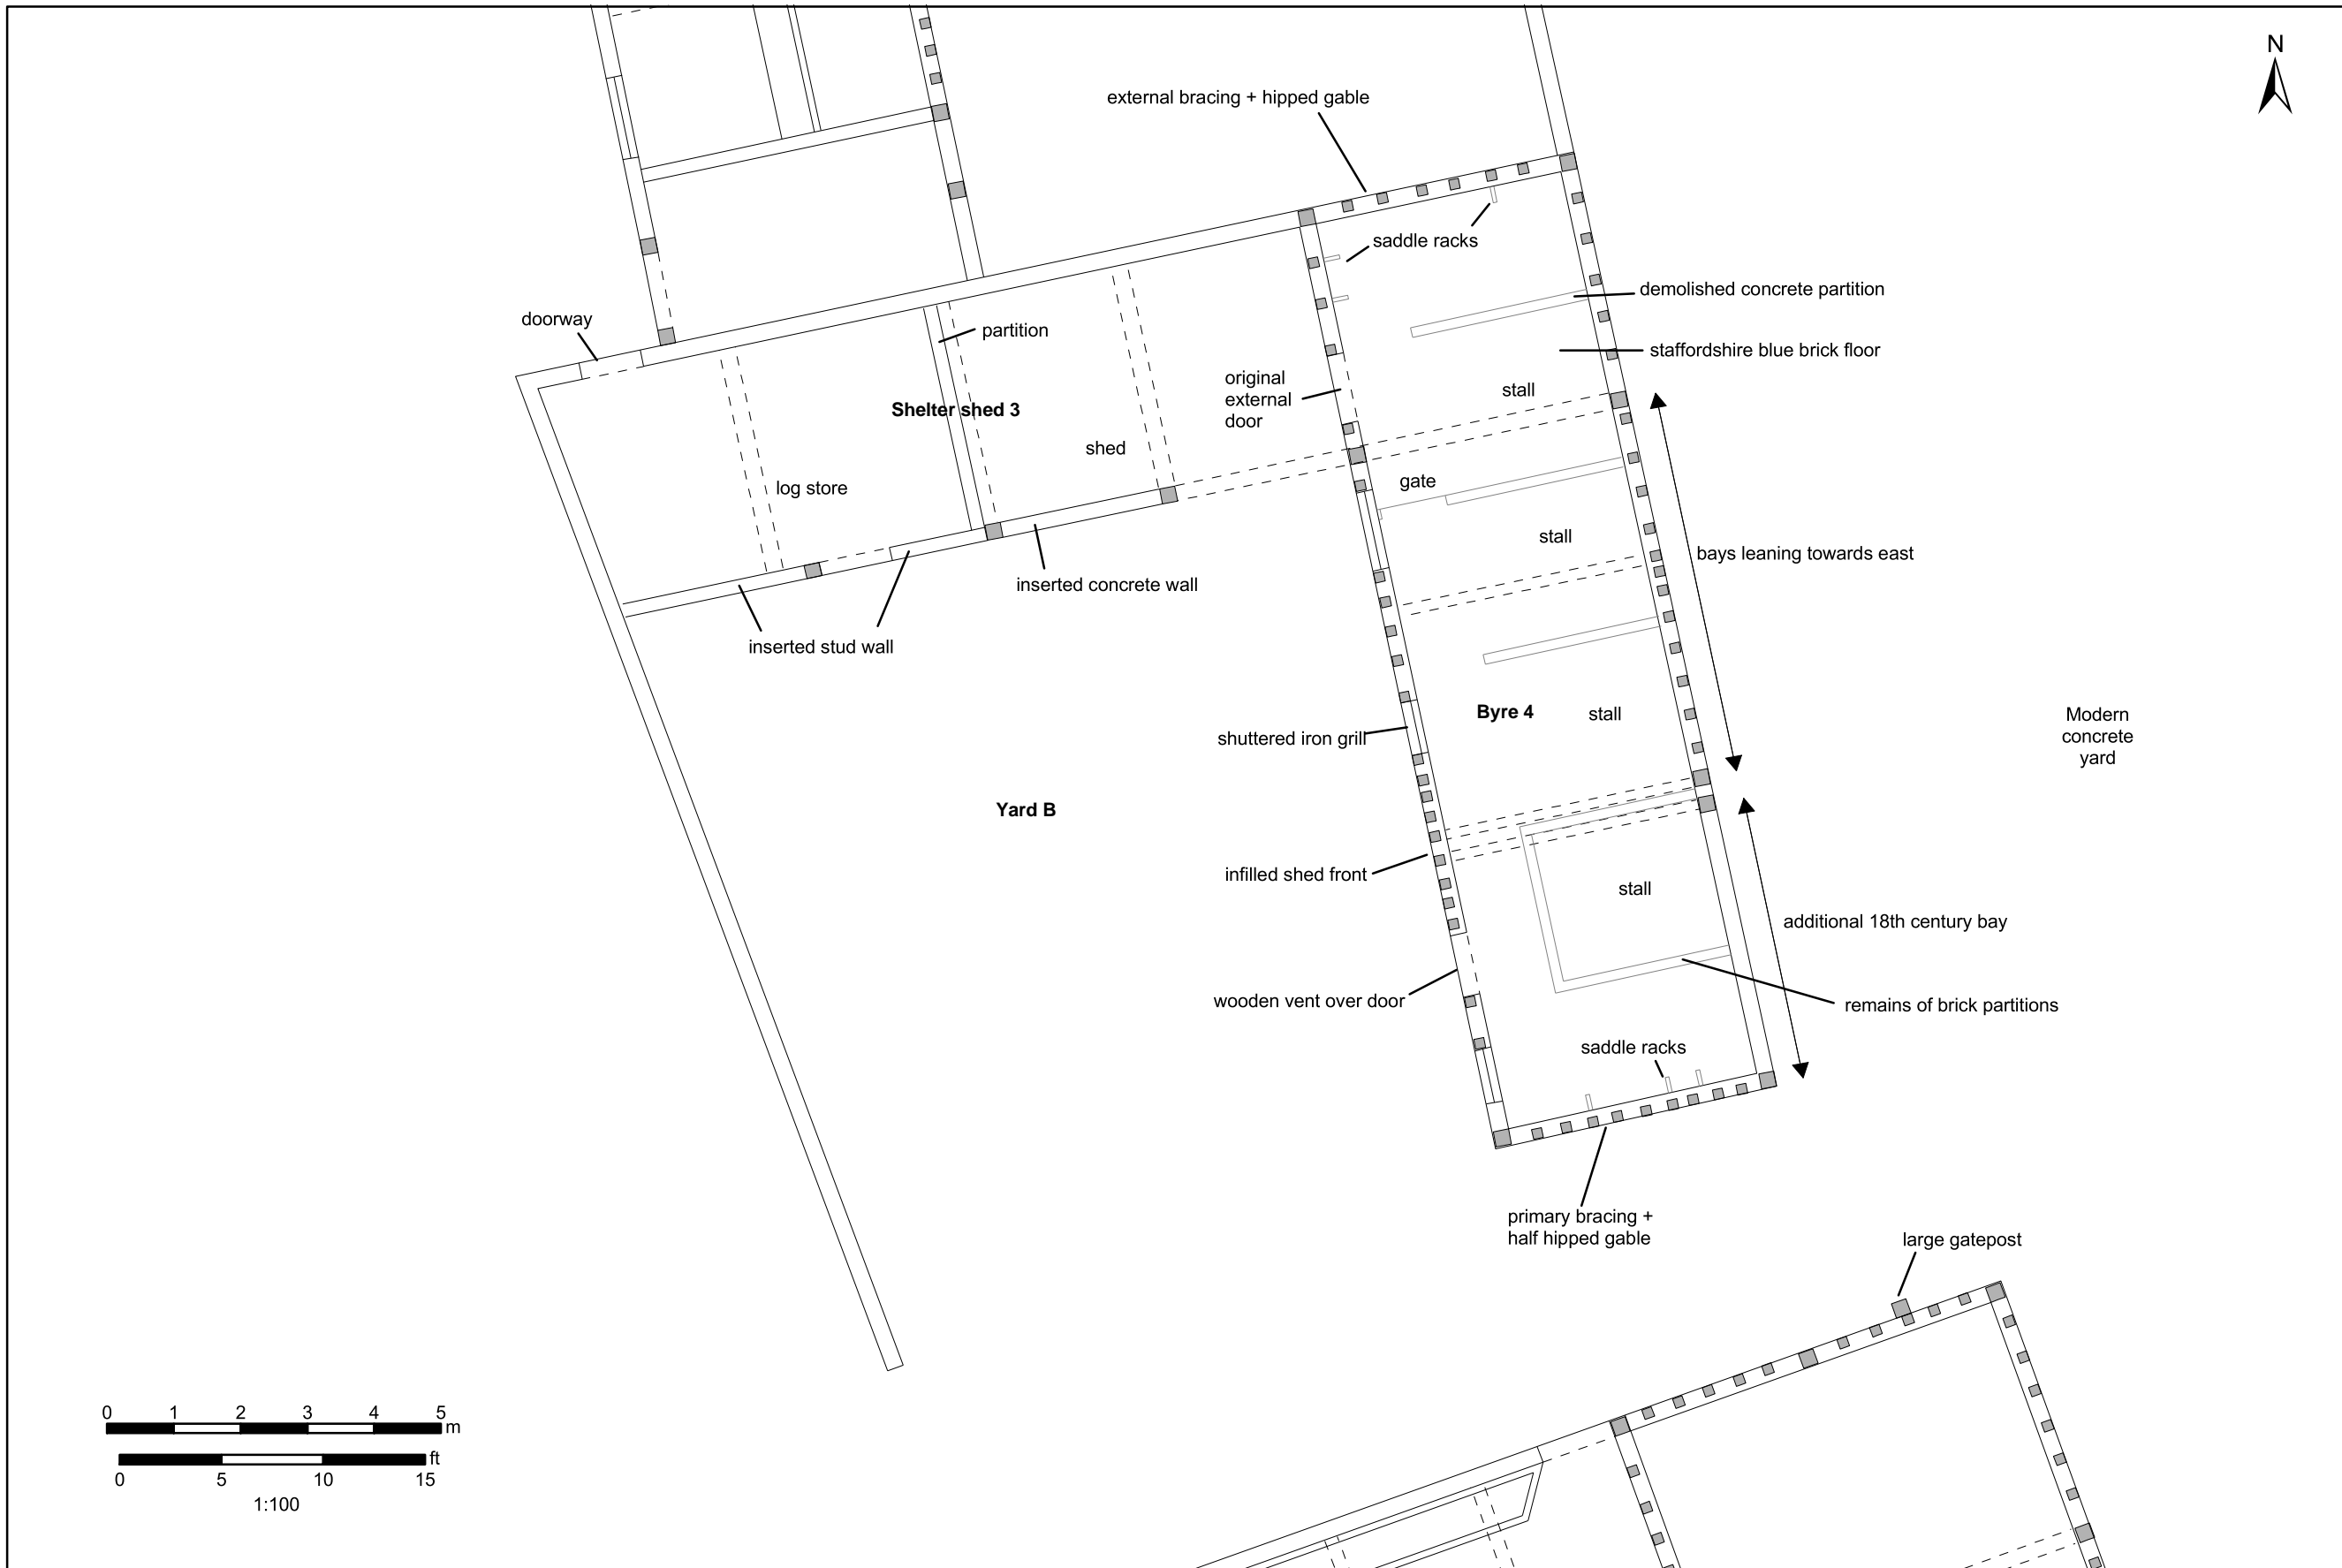 N
external bracing + hipped gable
saddle racks
demolished concrete partition
doorway
partition
staffordshire blue brick floor
original
external
door
stall
Shelter shed 3
shed
gate
log store
stall
bays leaning towards east
inserted concrete wall
inserted stud wall
Byre 4
stall
shuttered iron grill
Modern
concrete
yard
Yard B
infilled shed front
stall
additional 18th century bay
wooden vent over door
remains of brick partitions
saddle racks
primary bracing +
half hipped gable
large gatepost
0 1 2 3 4 5
m
ft
0 5 10 15
1:100